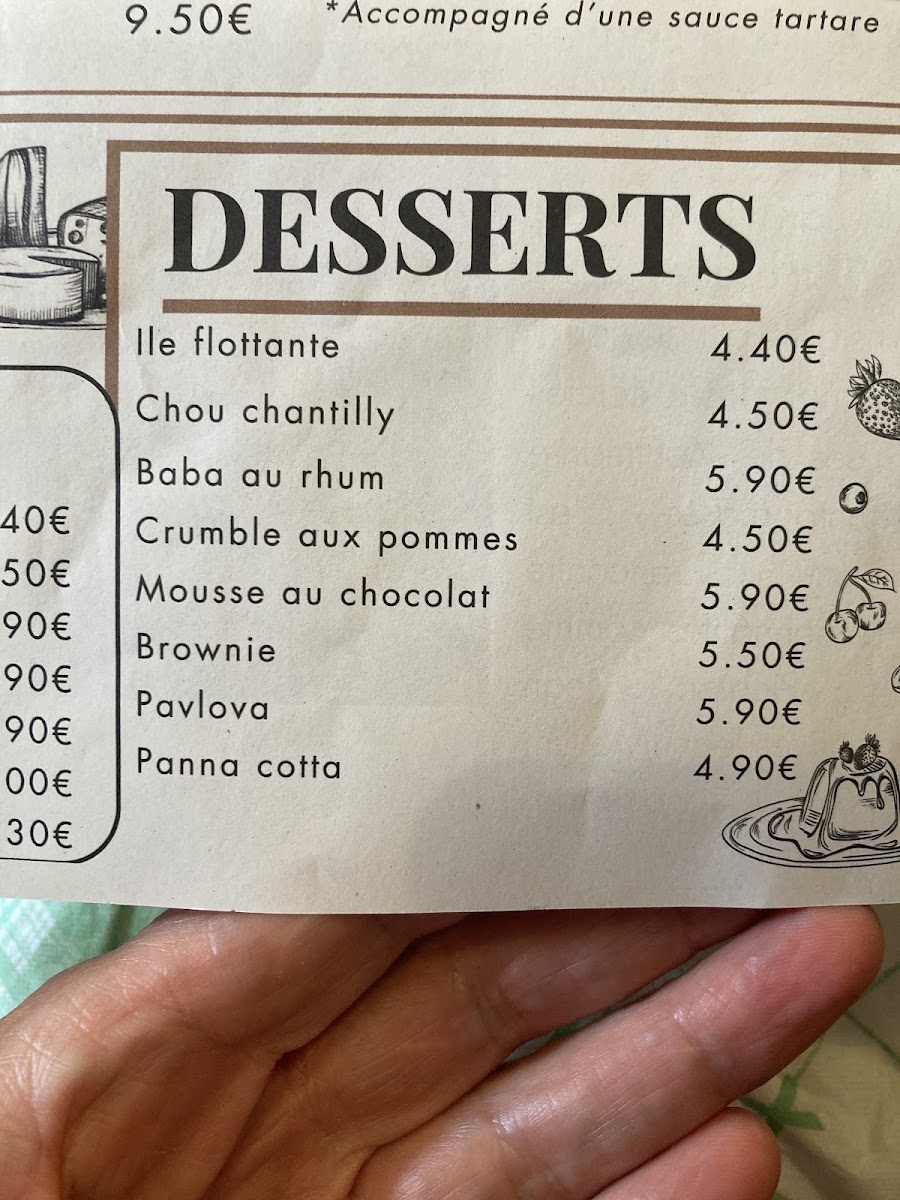 9.50€ *Accompagné d'une sauce tartare
DESSERTS
Ile flottante 4.40€
Chou chantilly 4.50€
Baba au rhum 5.90€
Crumble aux pommes 4.50€
Mousse au chocolat 5.90€
Brownie 5.50€
Pavlova 5.90€
Panna cotta 4.90€
40€
50€
90€
90€
90€
00€
30€